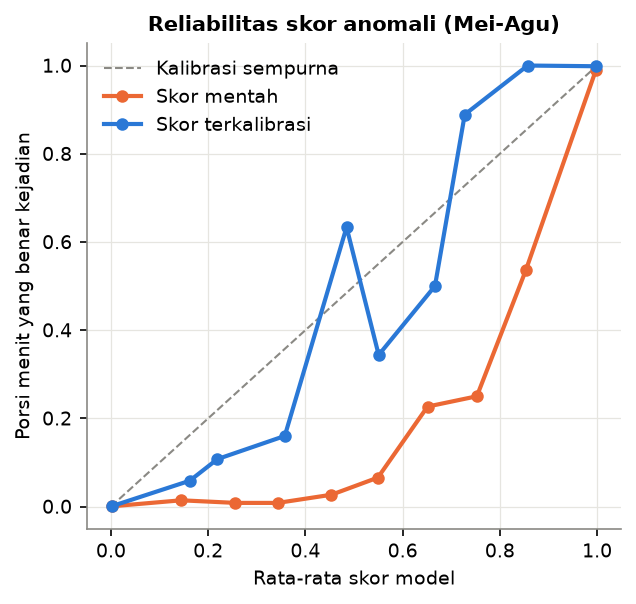 Reliabilitas skor anomali (Mei-Agu)
Kalibrasi sempurna
Skor mentah
Skor terkalibrasi
Porsi menit yang benar kejadian
1.0
0.8
0.6
0.4
0.2
0.0
0.0 0.2 0.4 0.6 0.8 1.0
Rata-rata skor model